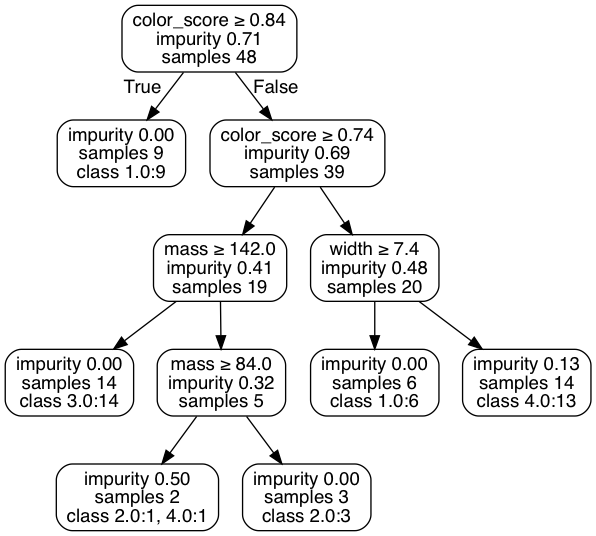 color_score ≥ 0.84
impurity 0.71
samples 48
True
False
impurity 0.00
samples 9
class 1.0:9
color_score ≥ 0.74
impurity 0.69
samples 39
mass ≥ 142.0
impurity 0.41
samples 19
width ≥ 7.4
impurity 0.48
samples 20
impurity 0.00
samples 14
class 3.0:14
mass ≥ 84.0
impurity 0.32
samples 5
impurity 0.00
samples 6
class 1.0:6
impurity 0.13
samples 14
class 4.0:13
impurity 0.50
samples 2
class 2.0:1, 4.0:1
impurity 0.00
samples 3
class 2.0:3